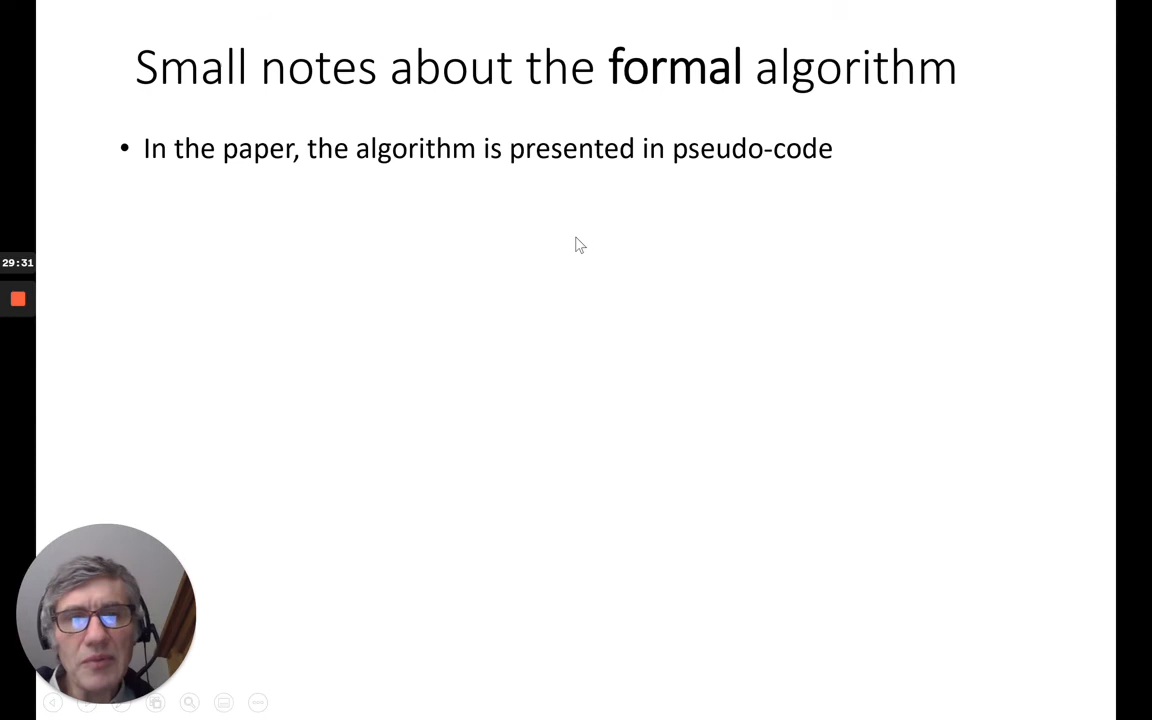 Small notes about the formal algorithm
• In the paper, the algorithm is presented in pseudo-code
29:31